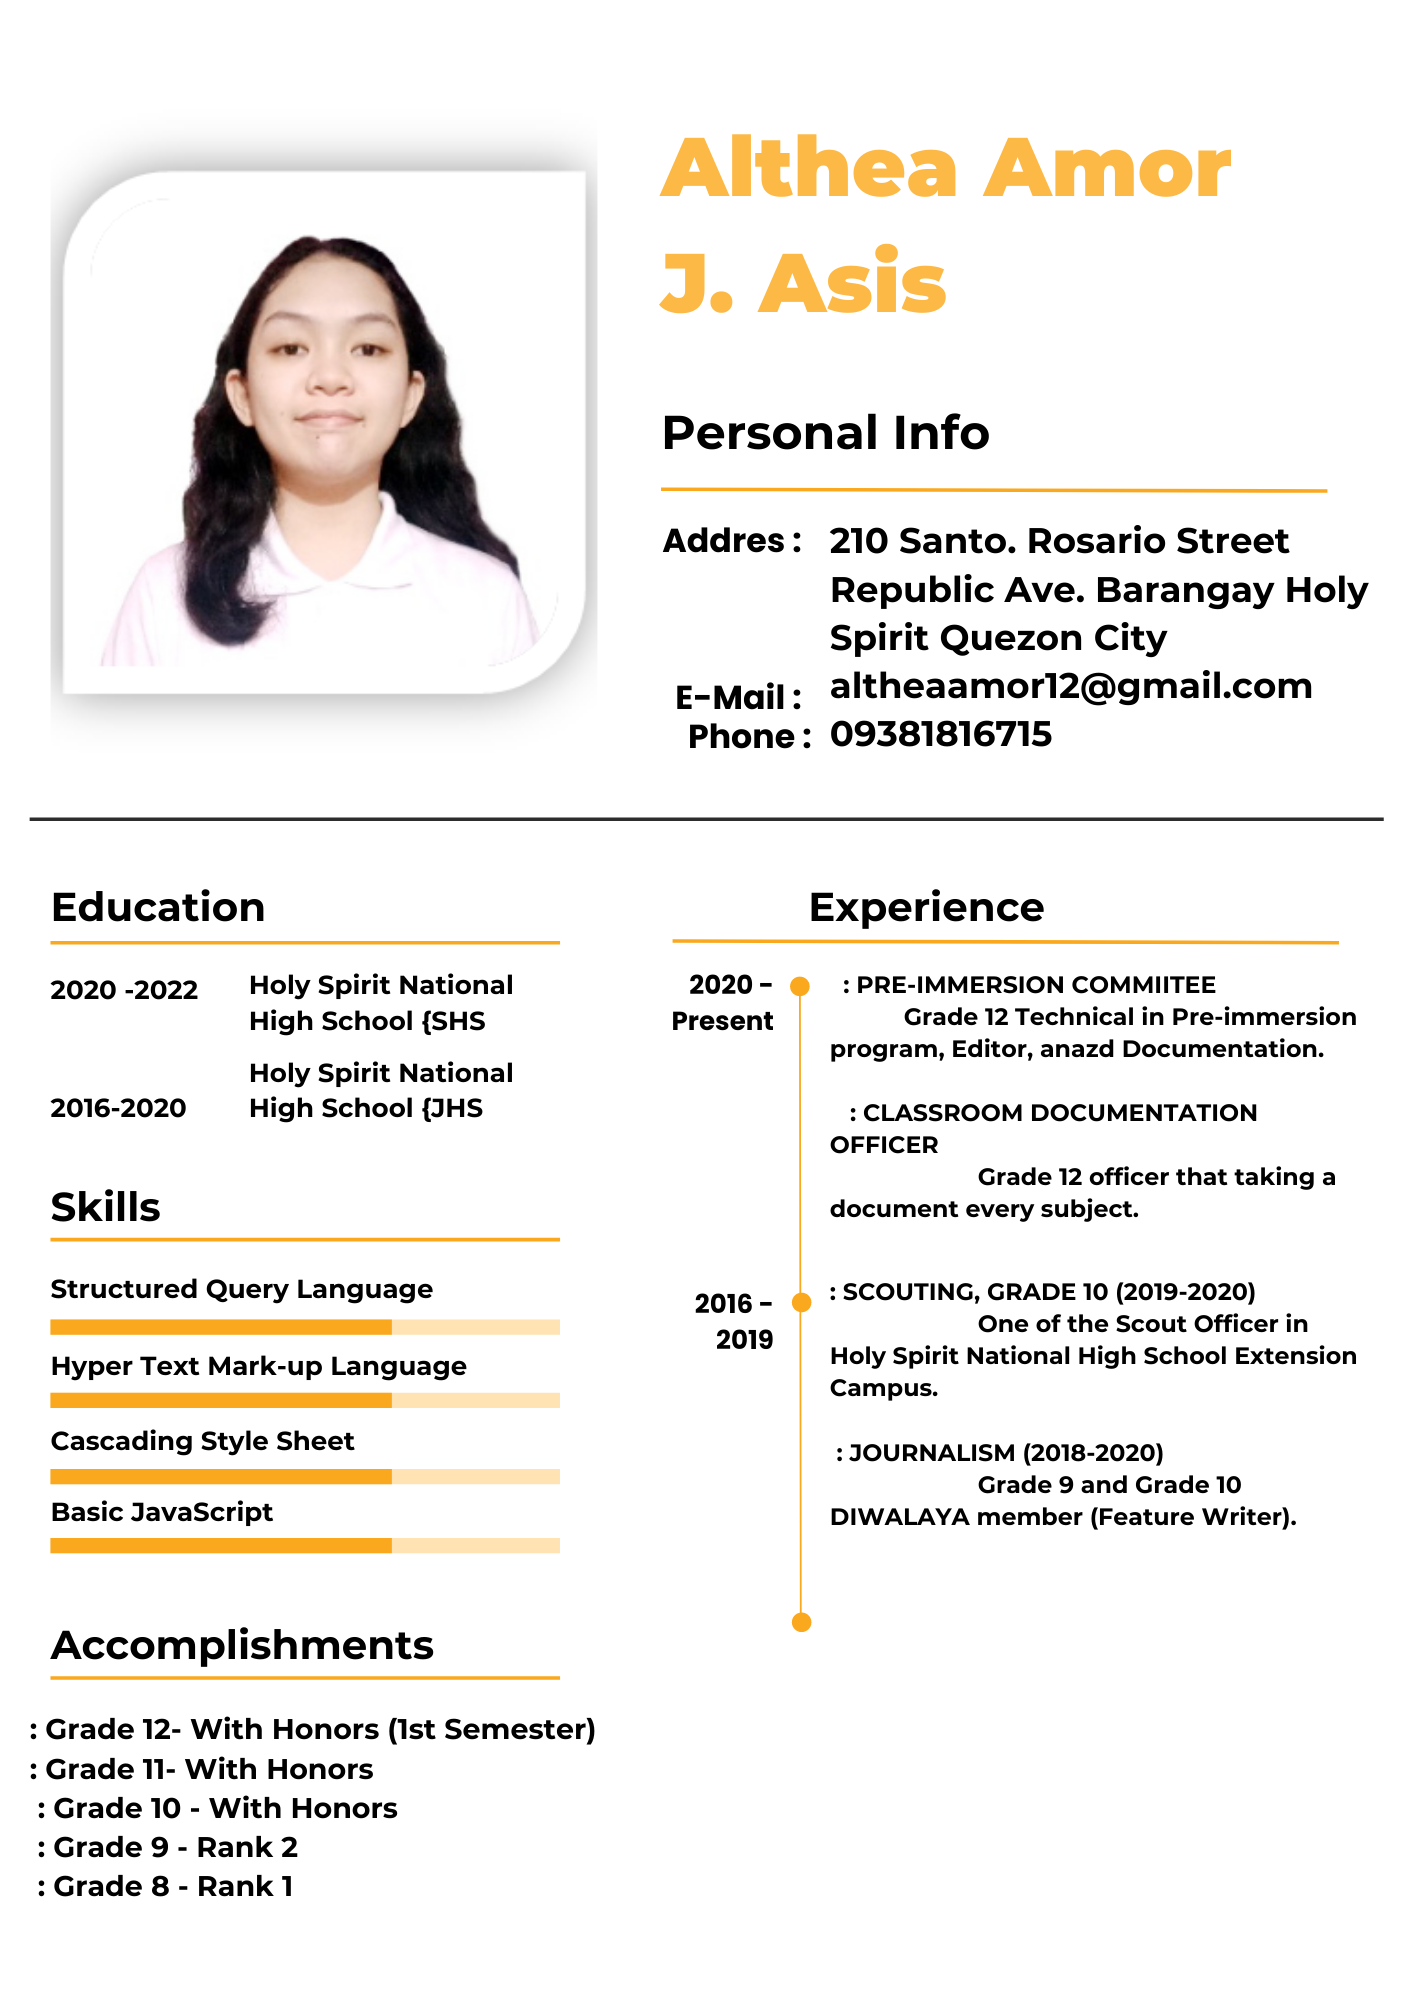 Althea Amor
J. Asis
Personal Info
Addres : 210 Santo. Rosario Street
Republic Ave. Barangay Holy
Spirit Quezon City
E-Mail : altheaamor12@gmail.com
Phone : 09381816715
Education
2020 -2022 Holy Spirit National
High School {SHS
Holy Spirit National
2016-2020 High School {JHS
Skills
Structured Query Language
Hyper Text Mark-up Language
Cascading Style Sheet
Basic JavaScript
Accomplishments
: Grade 12- With Honors (1st Semester)
: Grade 11- With Honors
: Grade 10 - With Honors
: Grade 9 - Rank 2
: Grade 8 - Rank 1
Experience
2020 -
Present
: PRE-IMMERSION COMMIITEE
Grade 12 Technical in Pre-immersion
program, Editor, anazd Documentation.
: CLASSROOM DOCUMENTATION
OFFICER
Grade 12 officer that taking a
document every subject.
2016 -
2019
: SCOUTING, GRADE 10 (2019-2020)
One of the Scout Officer in
Holy Spirit National High School Extension
Campus.
: JOURNALISM (2018-2020)
Grade 9 and Grade 10
DIWALAYA member (Feature Writer).